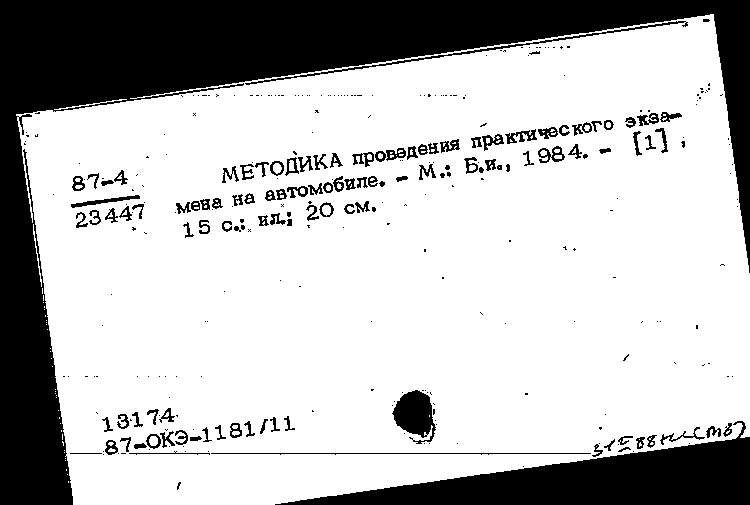 87-4
23447
МЕТОДИКА проведения практического экза-
мена на автомобиле. - М.: Б.и., 1984. - [1],
15 с.: ил.; 20 см.
18174
87-ОКЭ-1181/11